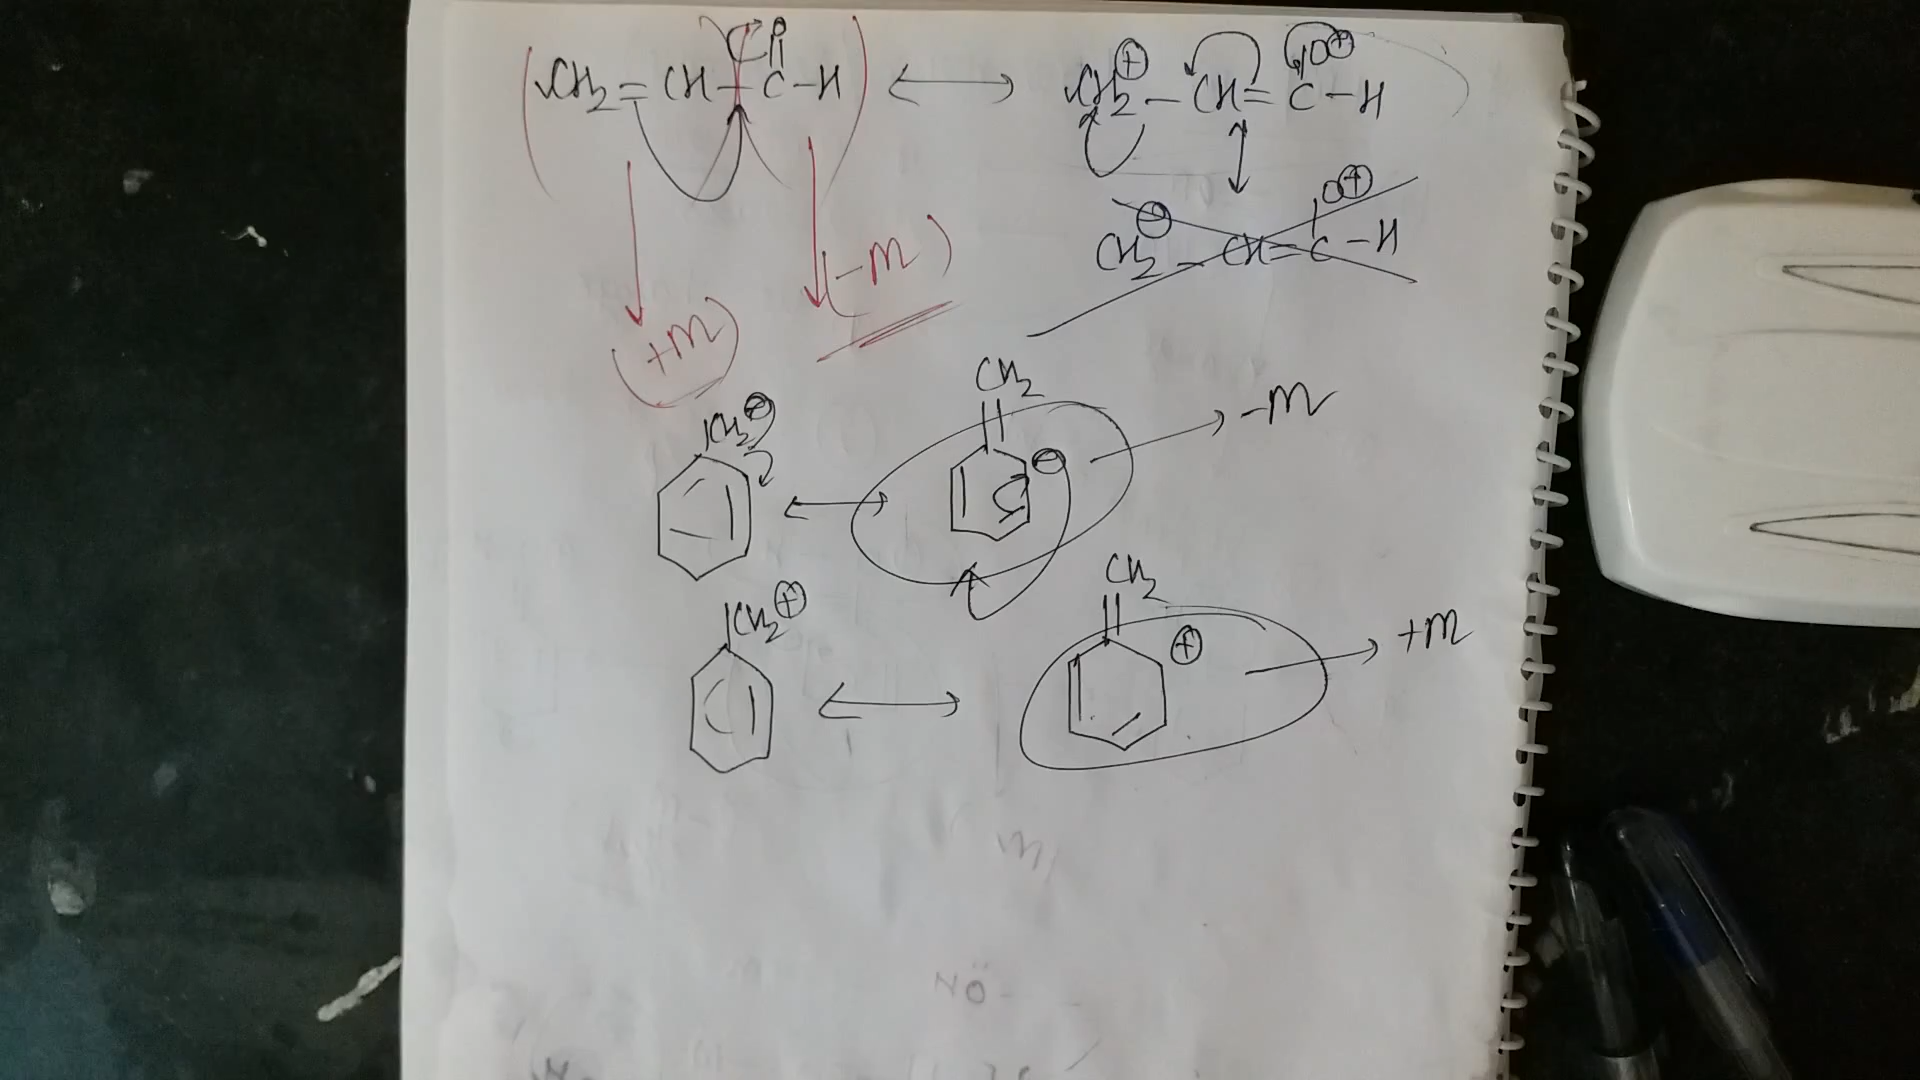 CH2 = CH - C - H
O
CH2⊕ - CH = C - H
O⊕
CH2⊖ - CH = C - H
O⊕
(-M)
(+M)
CH2
CH2⊖
⊖
-M
CH2
CH2⊕
⊕
+M